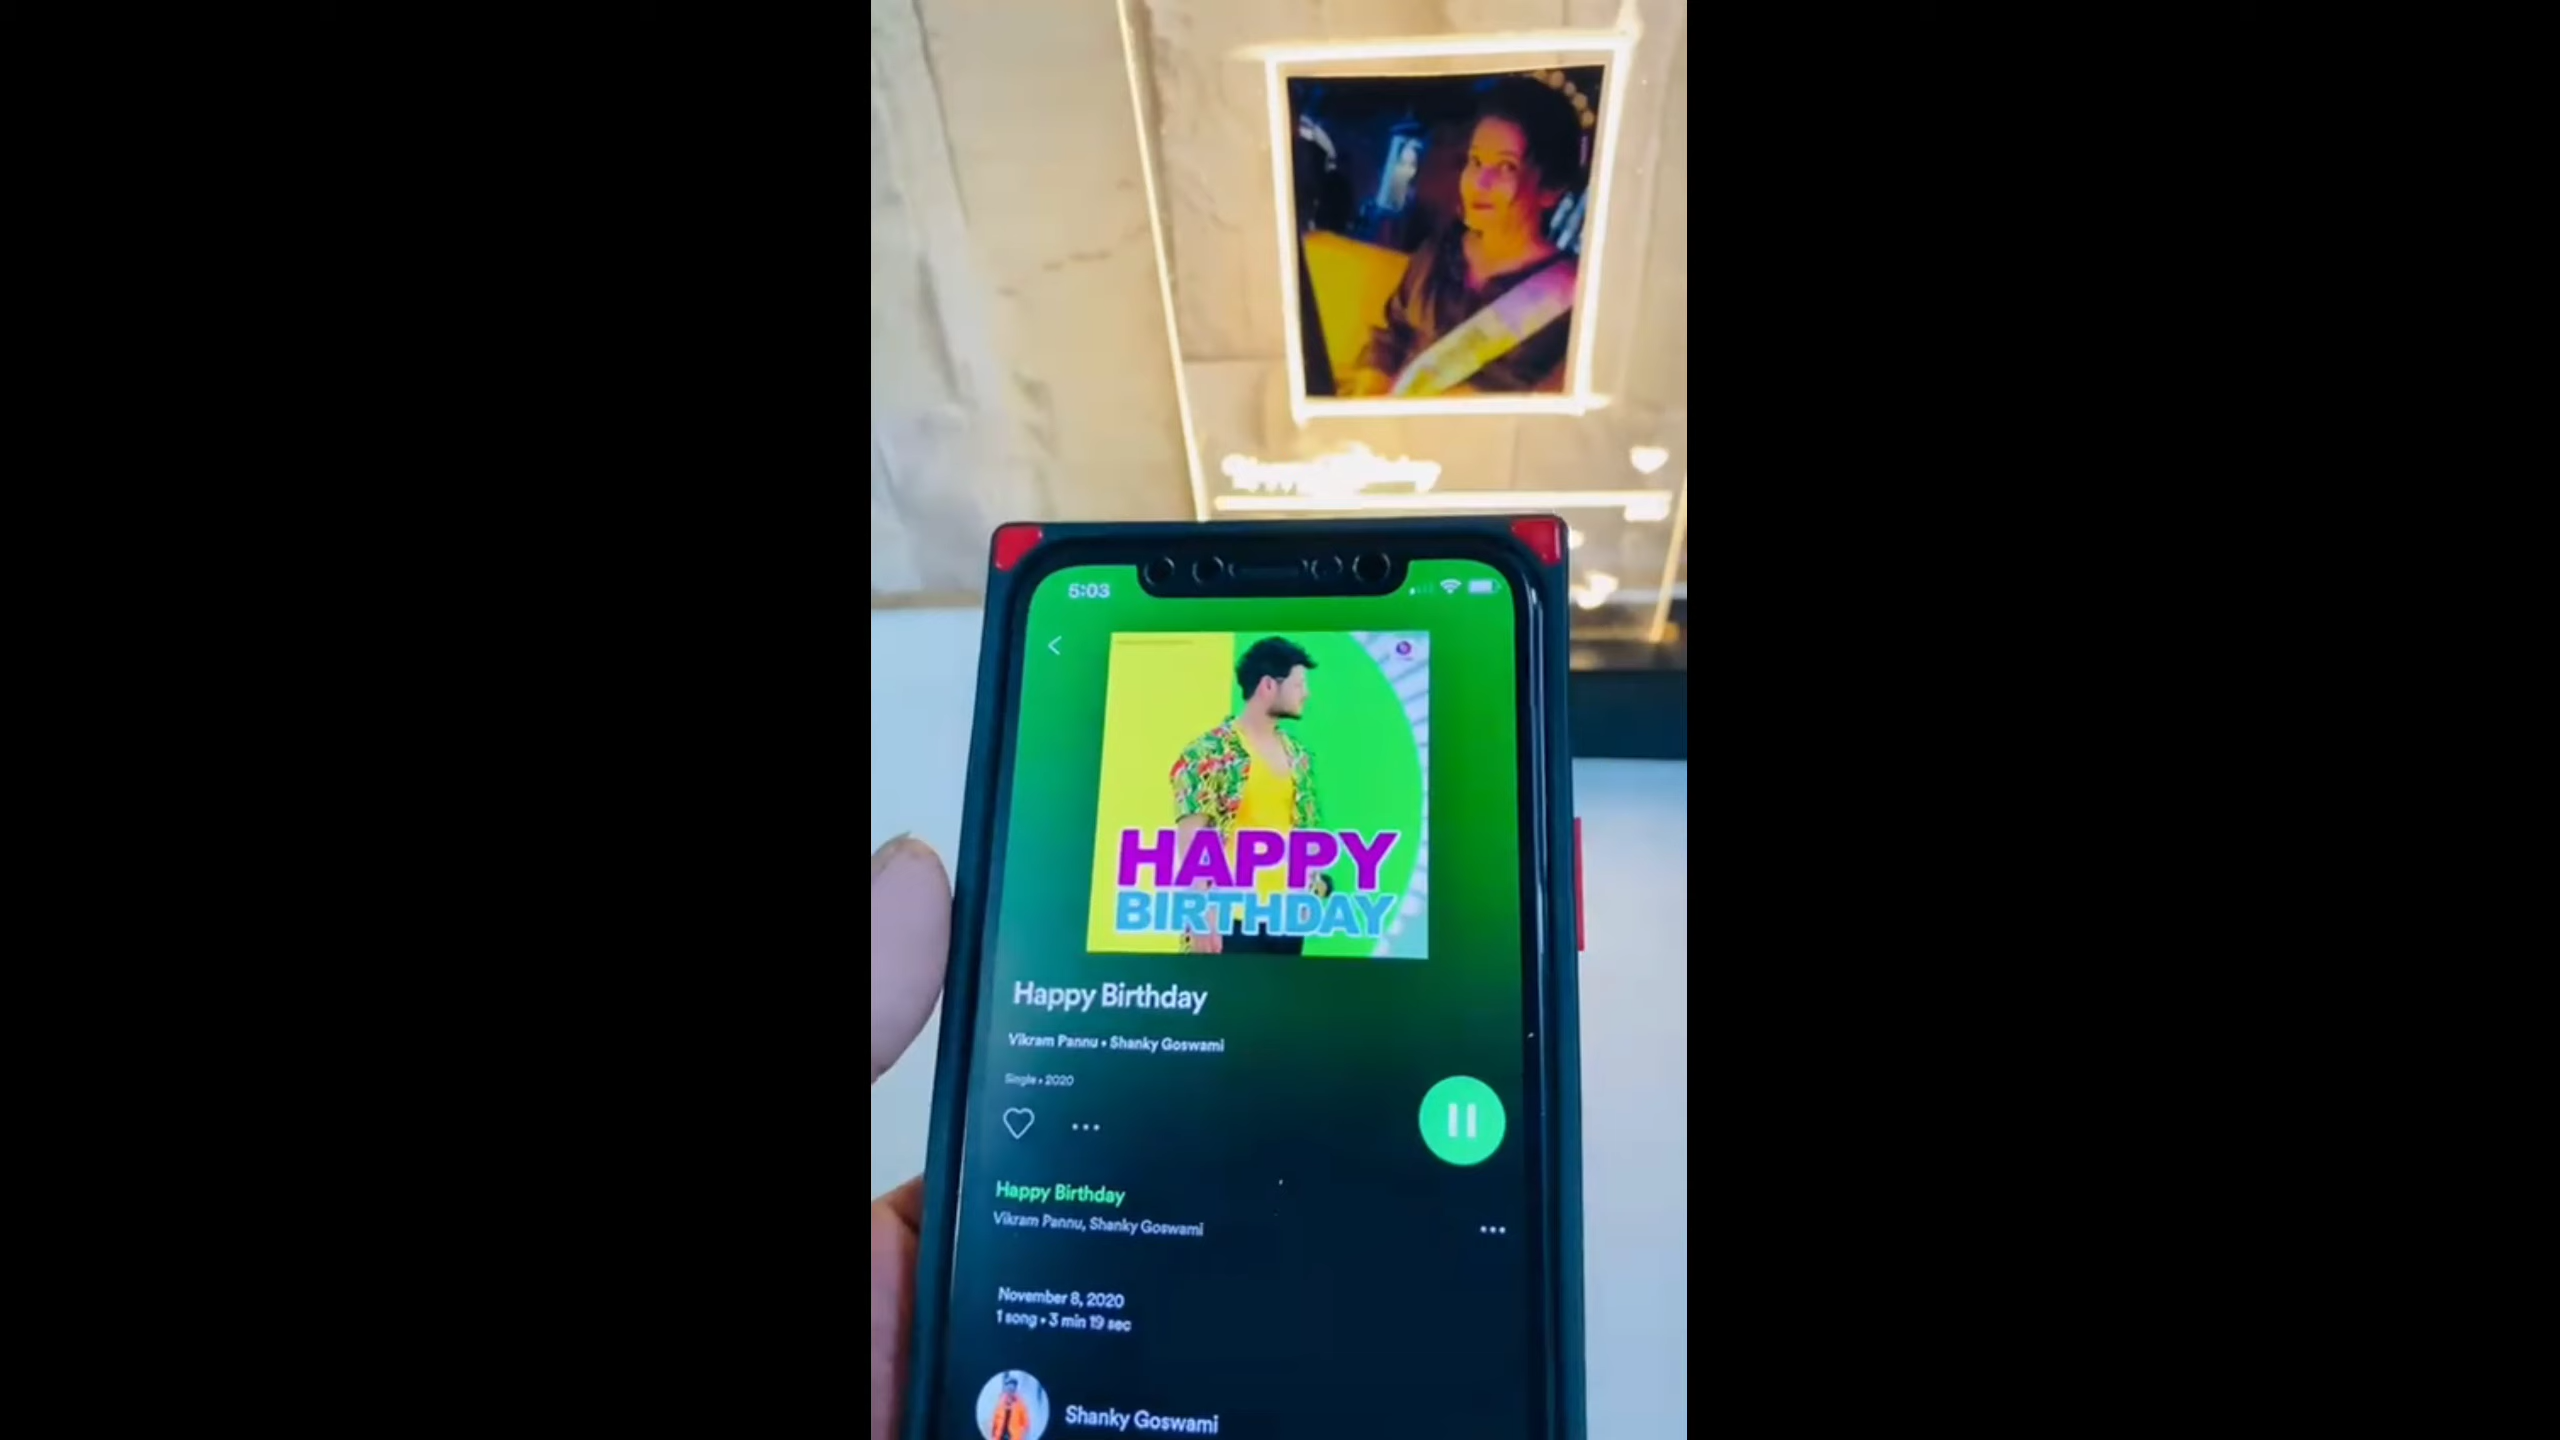 5:03
HAPPY
BIRTHDAY
Happy Birthday
Vikram Pannu • Shanky Goswami
Single • 2020
Happy Birthday
Vikram Pannu, Shanky Goswami
November 8, 2020
1 song • 3 min 19 sec
Shanky Goswami